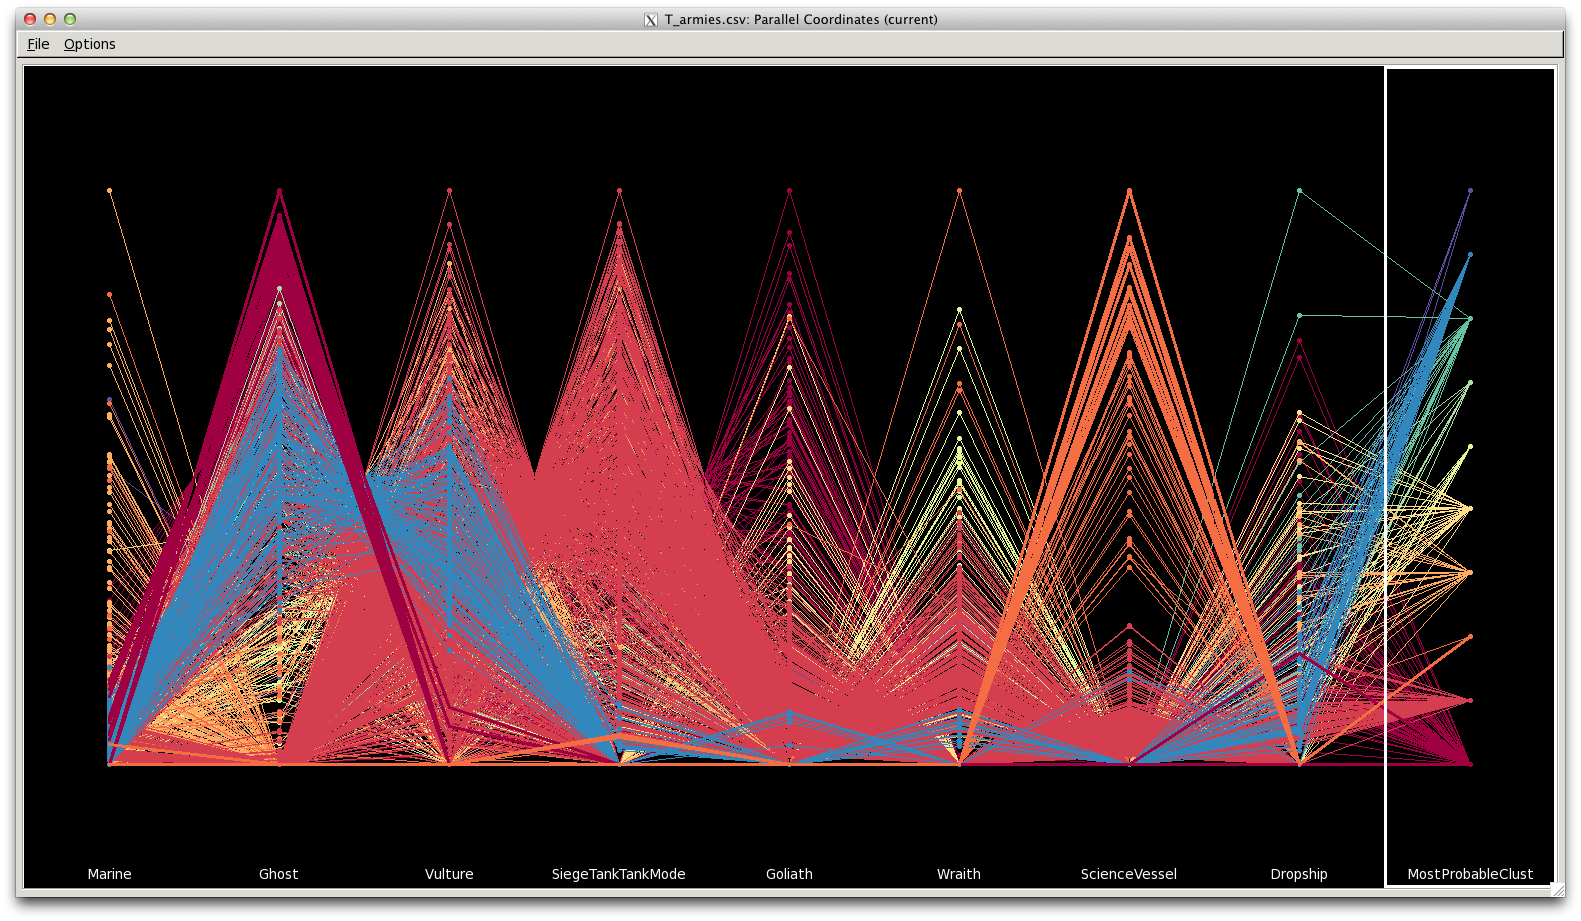 T_armies.csv: Parallel Coordinates (current)
File Options
Marine Ghost Vulture SiegeTankTankMode Goliath Wraith ScienceVessel Dropship MostProbableClust